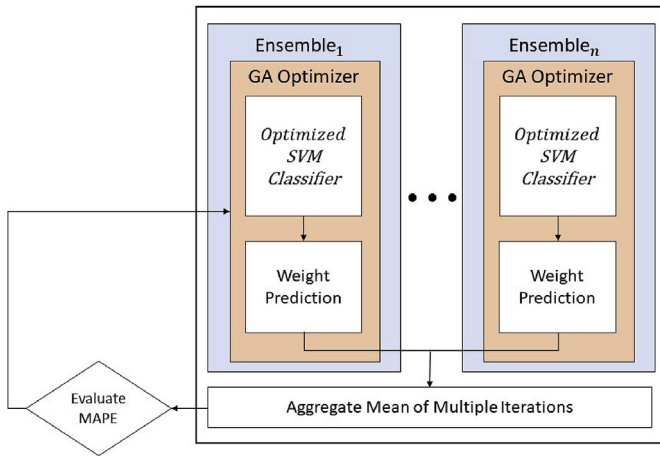 Ensemble1
GA Optimizer
Optimized
SVM
Classifier
Weight
Prediction
Ensemblen
GA Optimizer
Optimized
SVM
Classifier
Weight
Prediction
Aggregate Mean of Multiple Iterations
Evaluate
MAPE